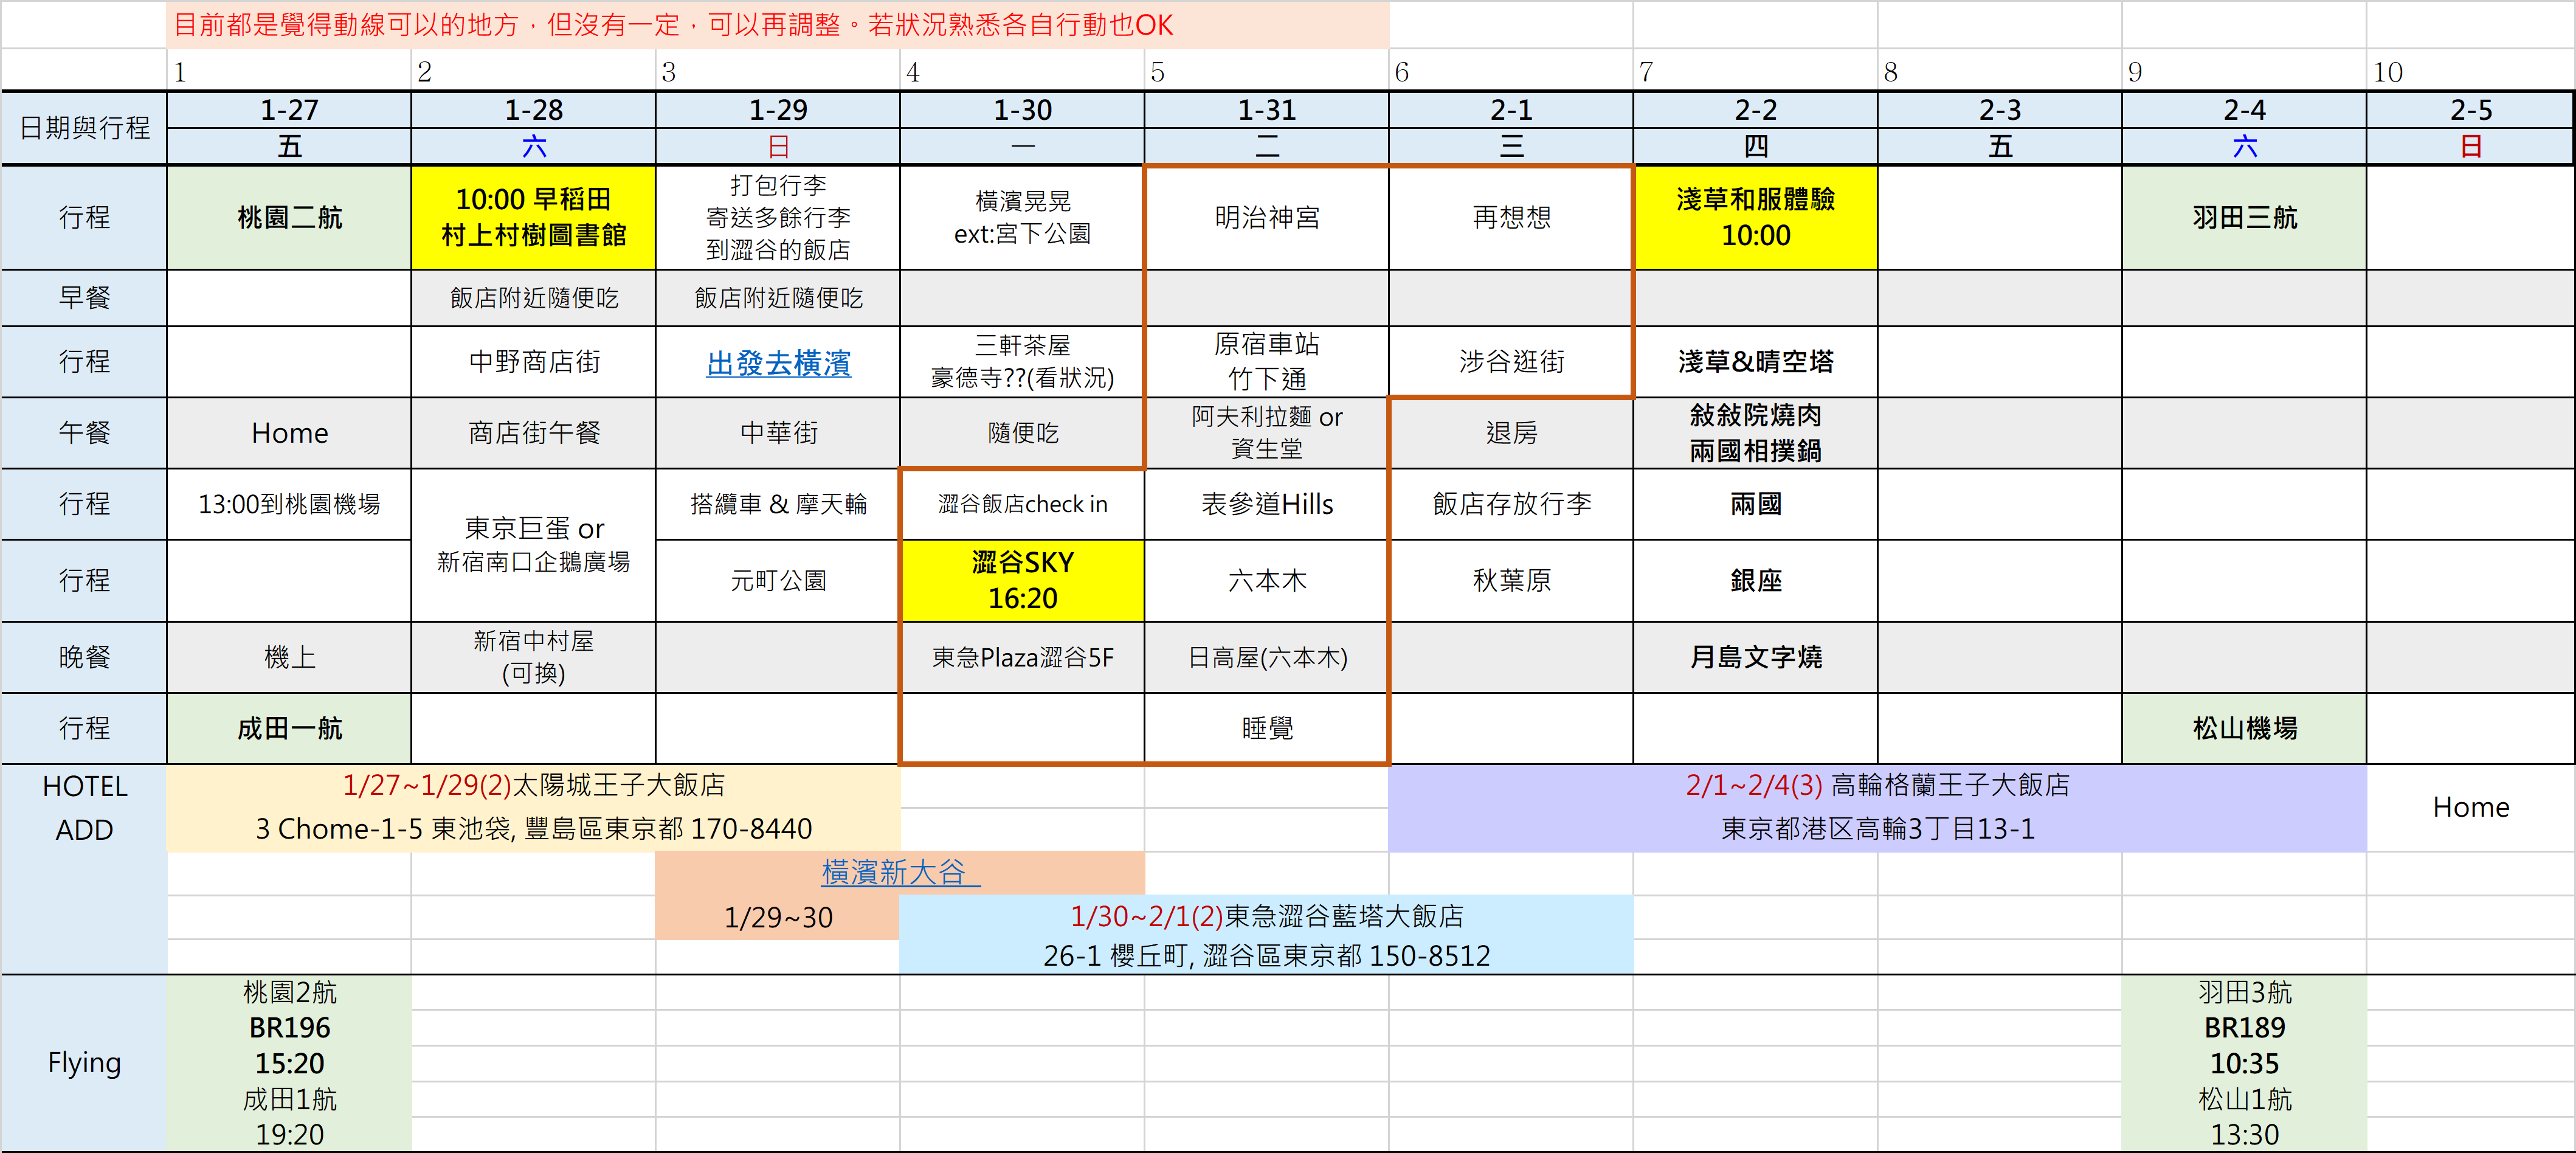 目前都是覺得動線可以的地方，但沒有一定，可以再調整。若狀況熟悉各自行動也OK
1 2 3 4 5 6 7 8 9 10
日期與行程 1-27 1-28 1-29 1-30 1-31 2-1 2-2 2-3 2-4 2-5
五 六 日 一 二 三 四 五 六 日
行程
桃園二航
10:00 早稻田
村上村樹圖書館
打包行李
寄送多餘行李
到澀谷的飯店
橫濱晃晃
ext:宮下公園
明治神宮
再想想
淺草和服體驗
10:00
羽田三航
早餐
飯店附近隨便吃
飯店附近隨便吃
行程
中野商店街
出發去橫濱
三軒茶屋
豪德寺??(看狀況)
原宿車站
竹下通
涉谷逛街
淺草&晴空塔
午餐
Home
商店街午餐
中華街
隨便吃
阿夫利拉麵 or
資生堂
退房
敍敍院燒肉
兩國相撲鍋
行程
13:00到桃園機場
東京巨蛋 or
新宿南口企鵝廣場
搭纜車 & 摩天輪
澀谷飯店check in
表參道Hills
飯店存放行李
兩國
行程
元町公園
澀谷SKY
16:20
六本木
秋葉原
銀座
晚餐
機上
新宿中村屋
(可換)
東急Plaza澀谷5F
日高屋(六本木)
月島文字燒
行程
成田一航
睡覺
松山機場
HOTEL
ADD
1/27~1/29(2)太陽城王子大飯店
3 Chome-1-5 東池袋, 豐島區東京都 170-8440
2/1~2/4(3) 高輪格蘭王子大飯店
東京都港区高輪3丁目13-1
Home
橫濱新大谷
1/29~30
1/30~2/1(2)東急澀谷藍塔大飯店
26-1 櫻丘町, 澀谷區東京都 150-8512
Flying
桃園2航
BR196
15:20
成田1航
19:20
羽田3航
BR189
10:35
松山1航
13:30